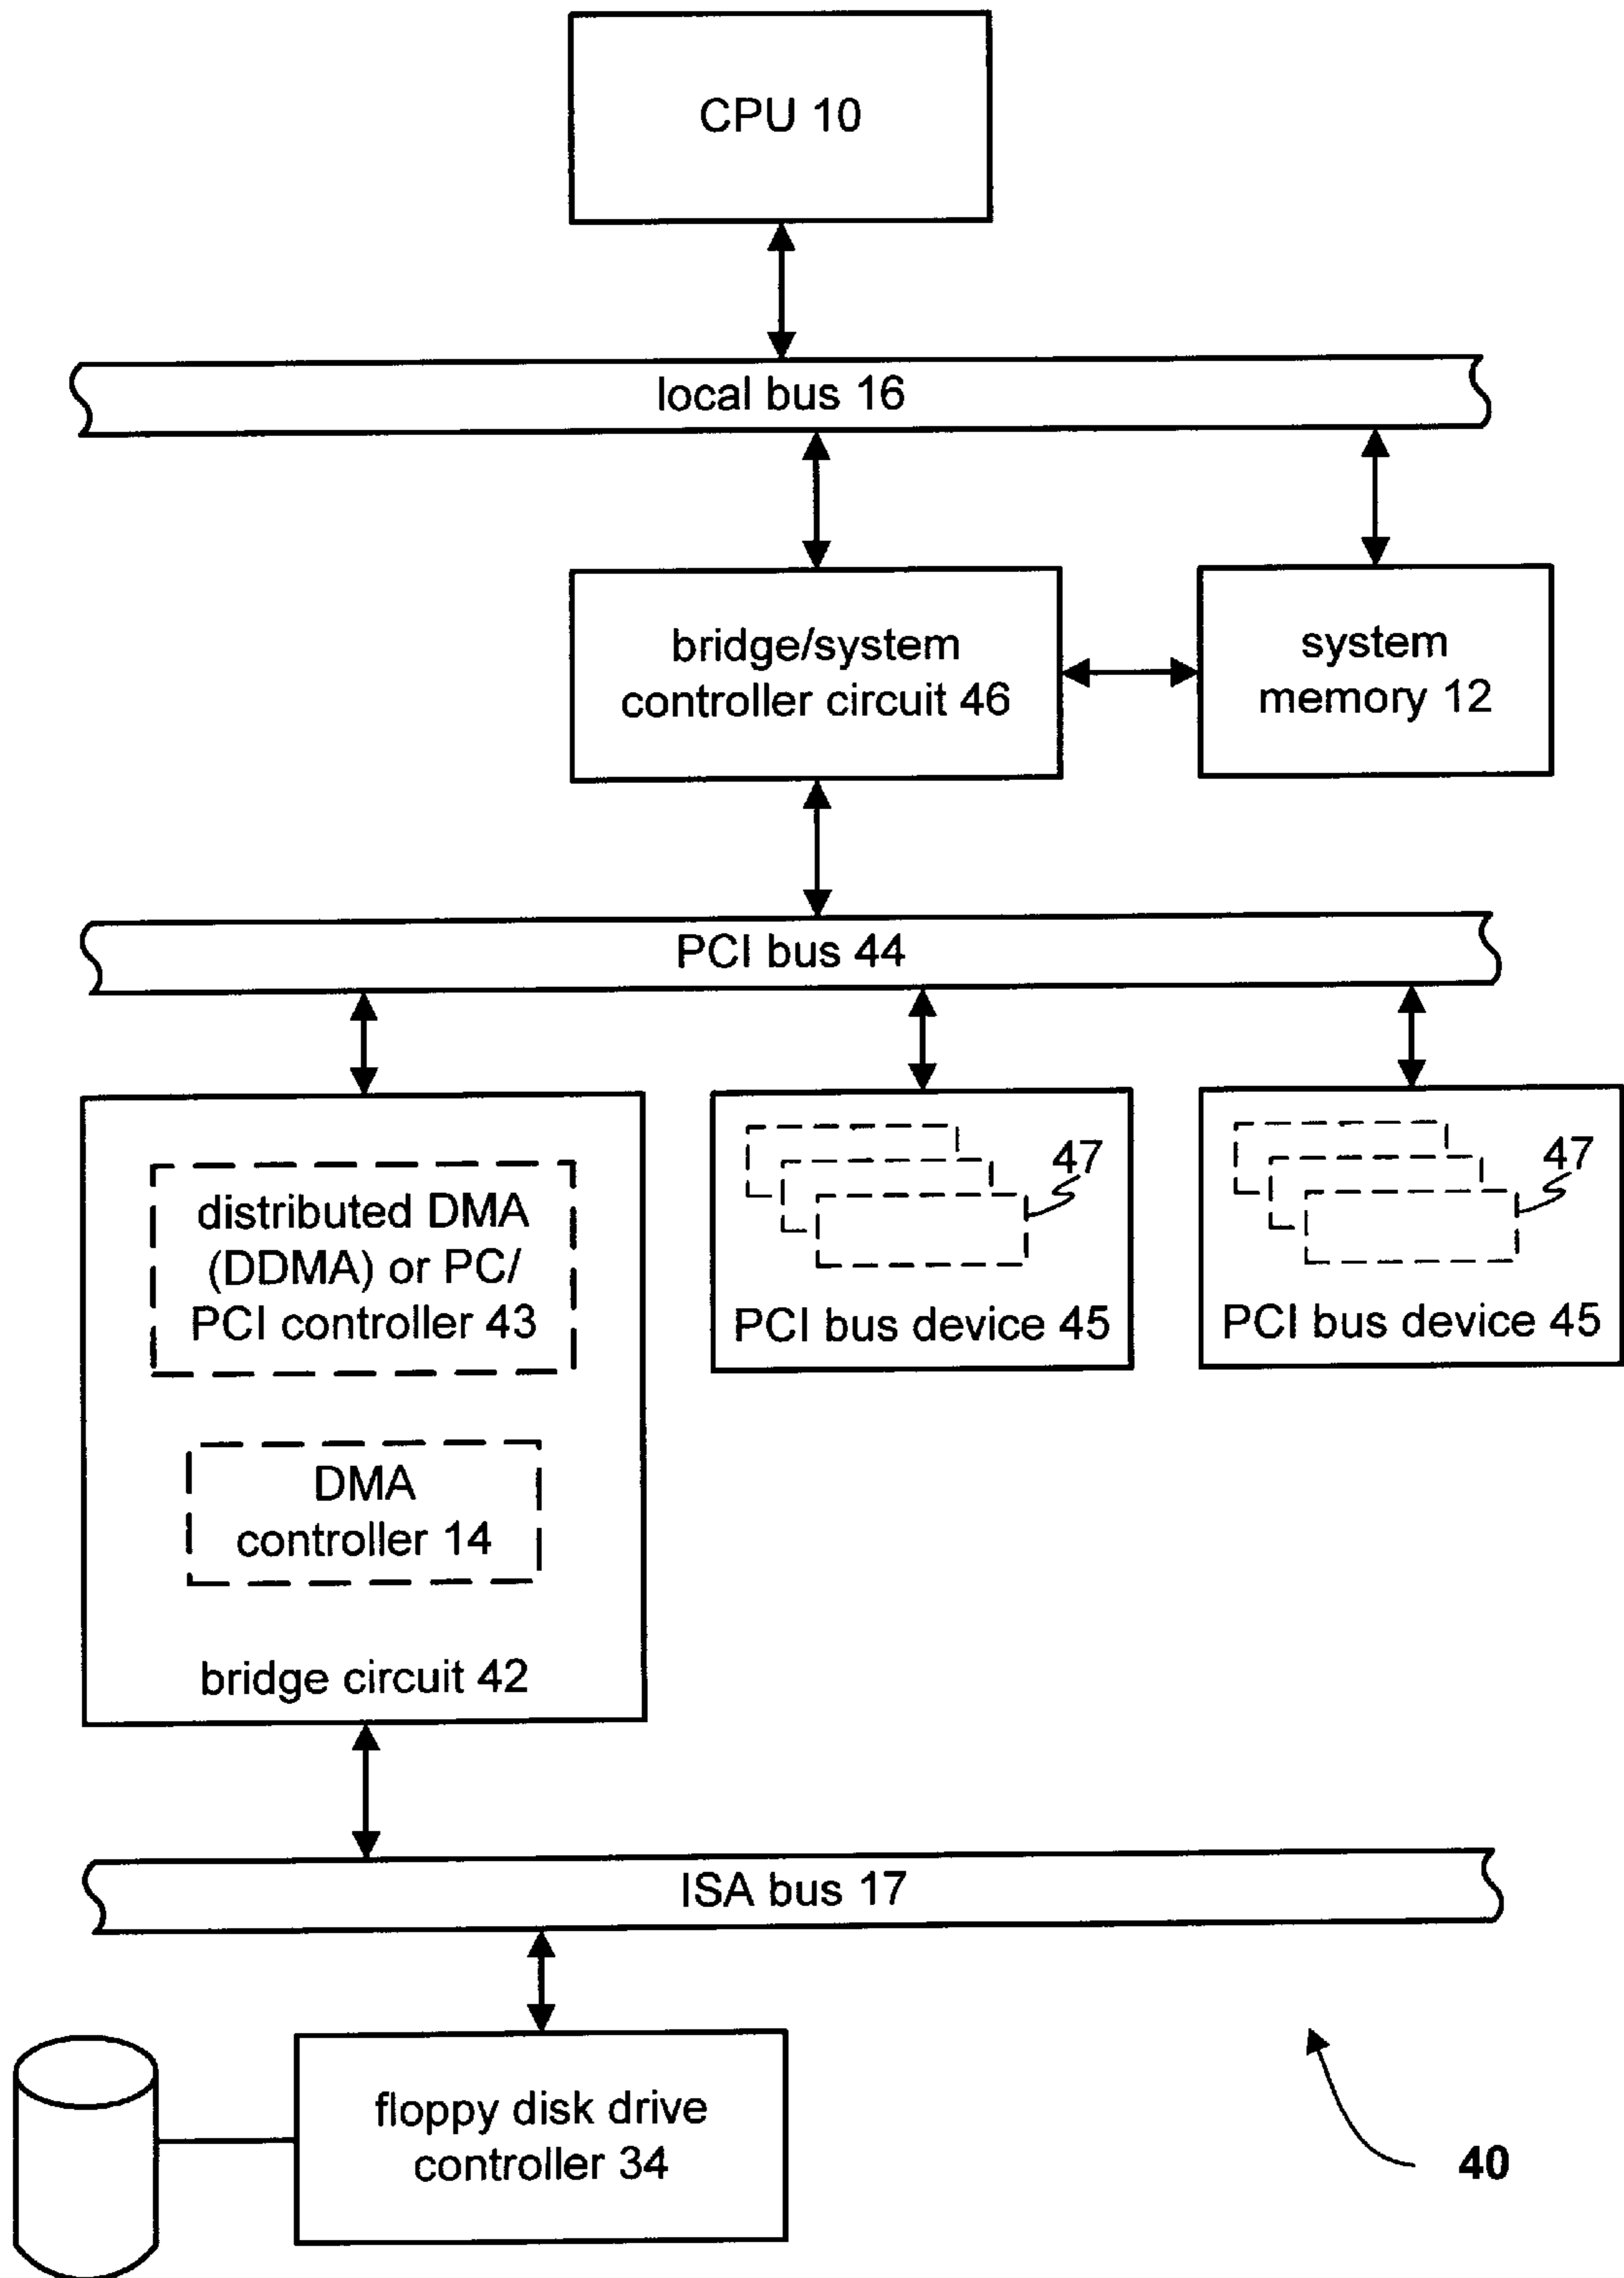 CPU 10
local bus 16
bridge/system
controller circuit 46
system
memory 12
PCI bus 44
distributed DMA
(DDMA) or PC/
PCI controller 43
DMA
controller 14
bridge circuit 42
47
PCI bus device 45
47
PCI bus device 45
ISA bus 17
floppy disk drive
controller 34
40